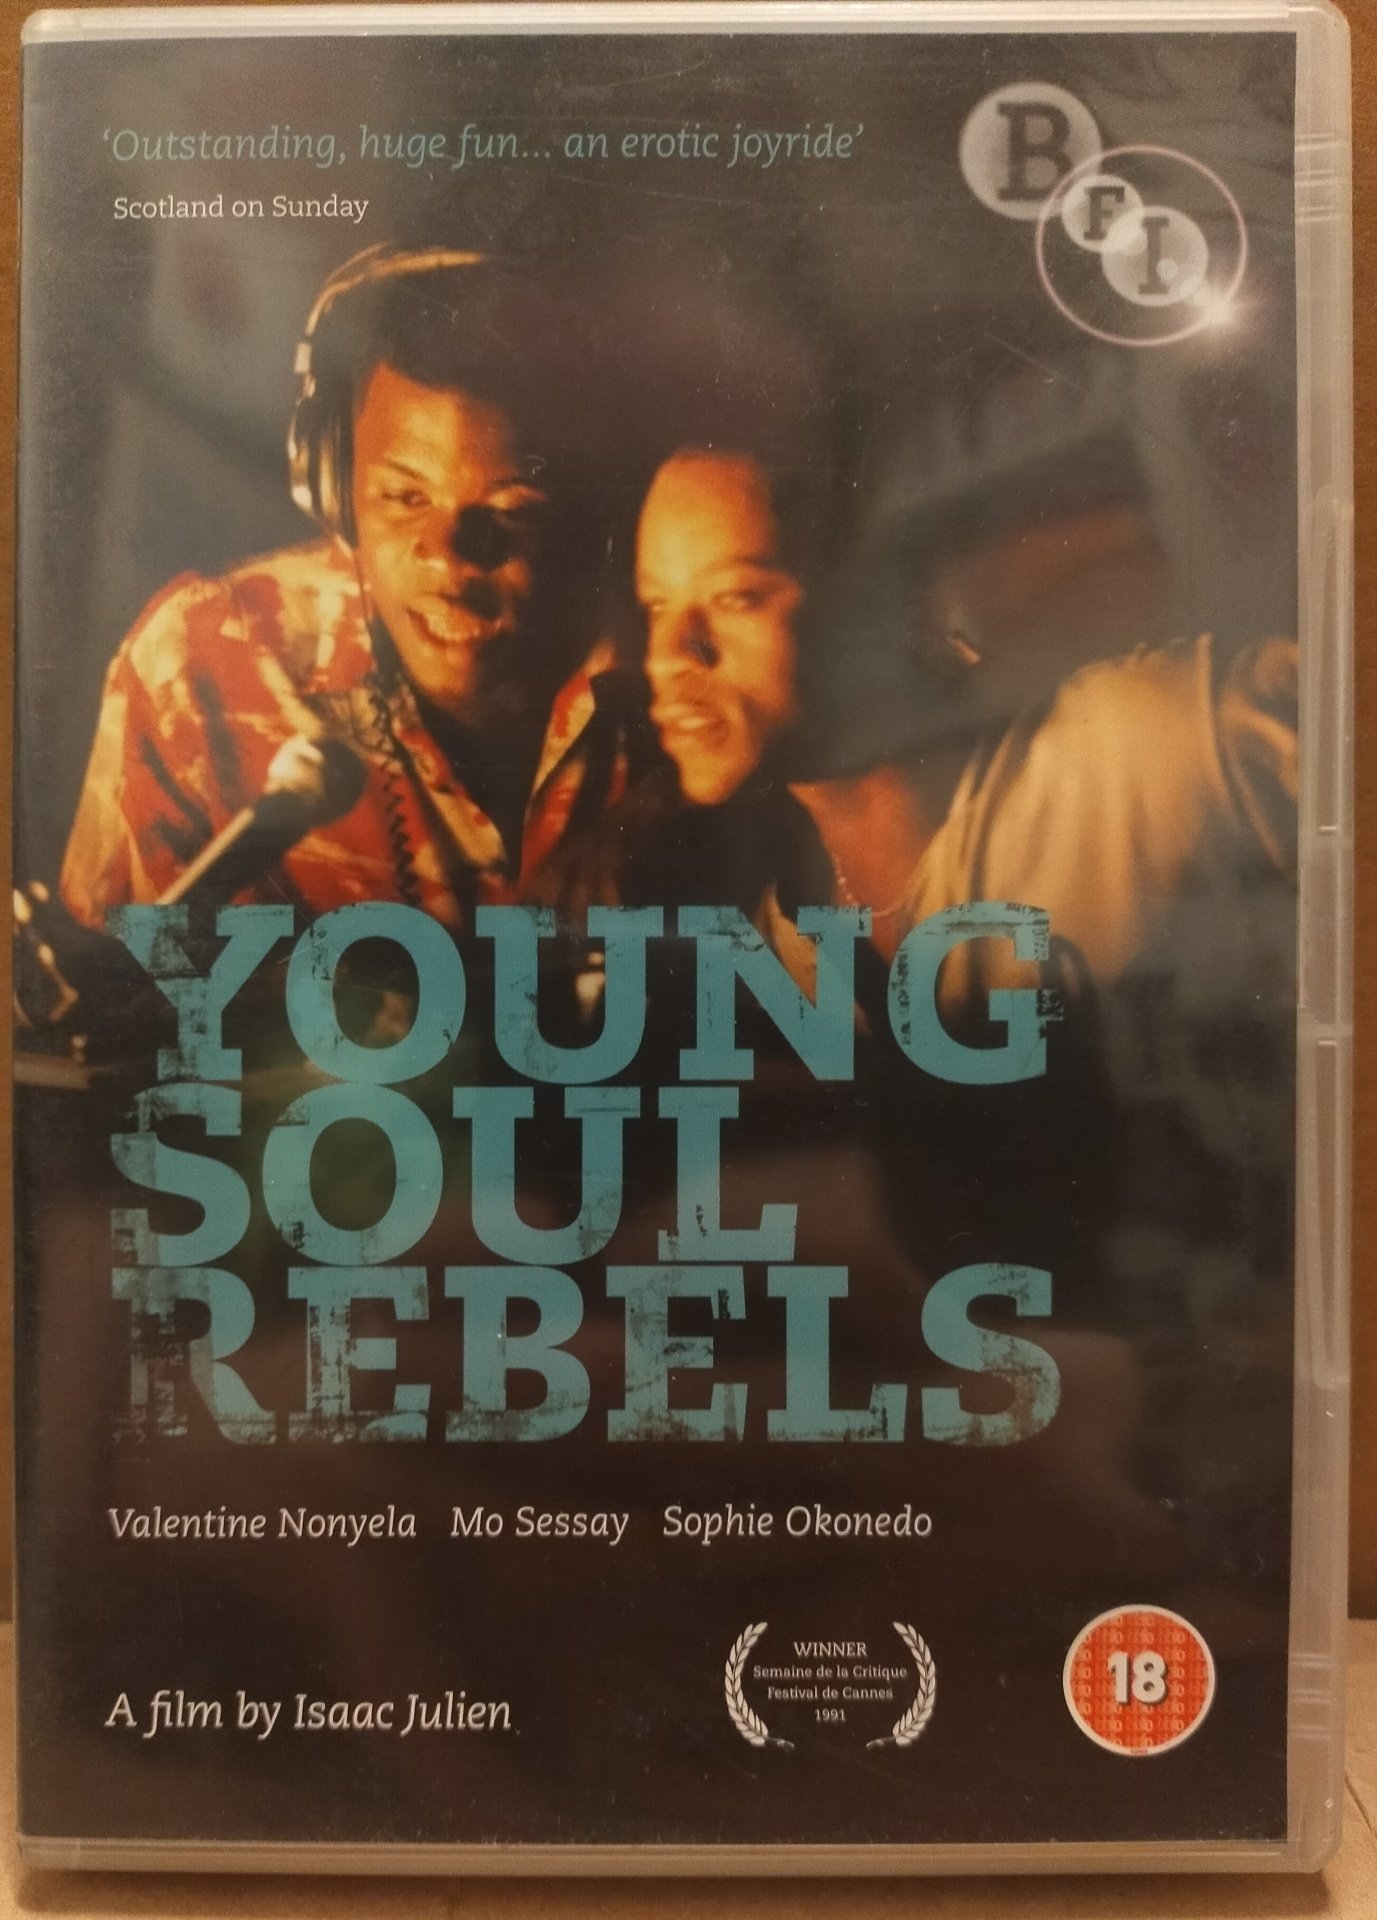 ‘Outstanding, huge fun... an erotic joyride’
Scotland on Sunday
BFI
YOUNG
SOUL
REBELS
Valentine Nonyela Mo Sessay Sophie Okonedo
A film by Isaac Julien
WINNER
Semaine de la Critique
Festival de Cannes
1991
18